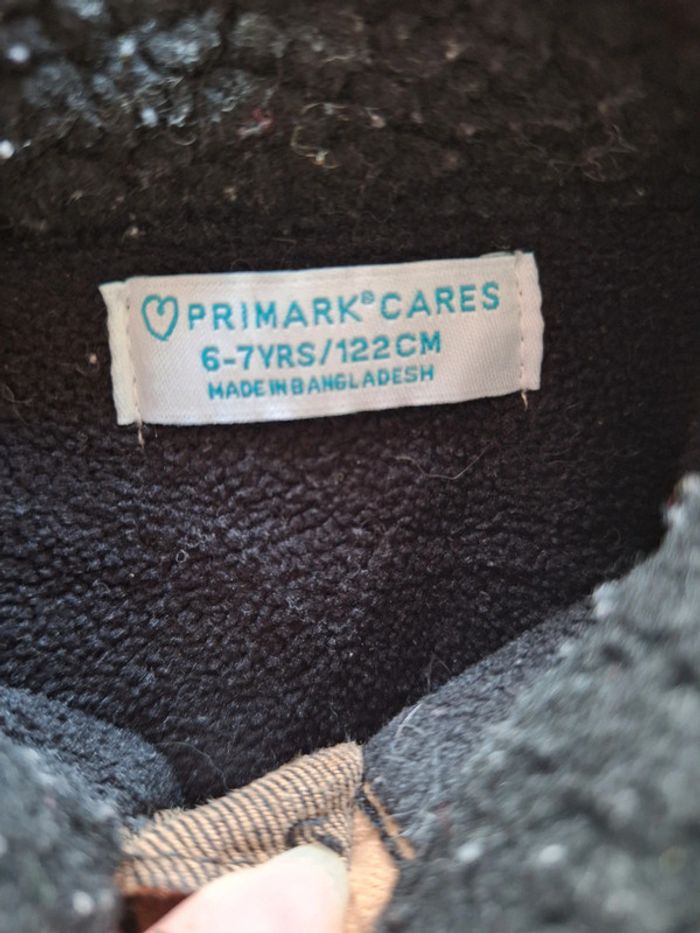 PRIMARK® CARES
6-7YRS/122CM
MADE IN BANGLADESH